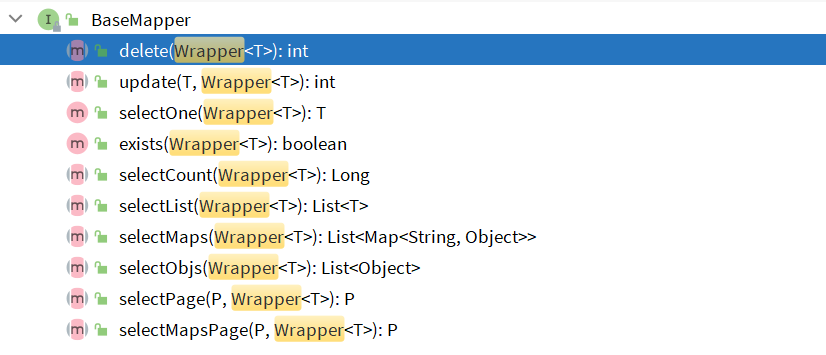 I BaseMapper
m delete(Wrapper<T>): int
m update(T, Wrapper<T>): int
m selectOne(Wrapper<T>): T
m exists(Wrapper<T>): boolean
m selectCount(Wrapper<T>): Long
m selectList(Wrapper<T>): List<T>
m selectMaps(Wrapper<T>): List<Map<String, Object>>
m selectObjs(Wrapper<T>): List<Object>
m selectPage(P, Wrapper<T>): P
m selectMapsPage(P, Wrapper<T>): P